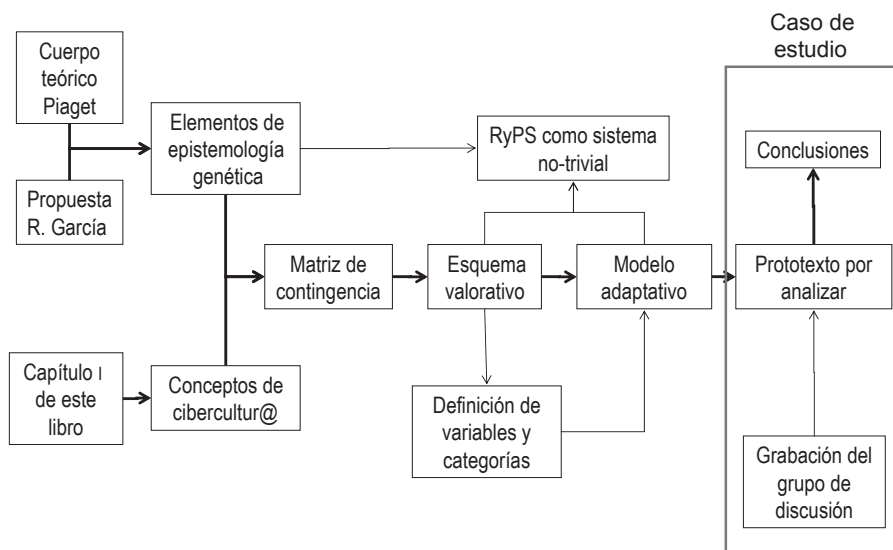 Caso de
estudio
Cuerpo
teórico
Piaget
Elementos de
epistemología
genética
RyPS como sistema
no-trivial
Conclusiones
Propuesta
R. García
Matriz de
contingencia
Esquema
valorativo
Modelo
adaptativo
Prototexto por
analizar
Capítulo I
de este
libro
Conceptos de
cibercultur@
Definición de
variables y
categorías
Grabación del
grupo de
discusión